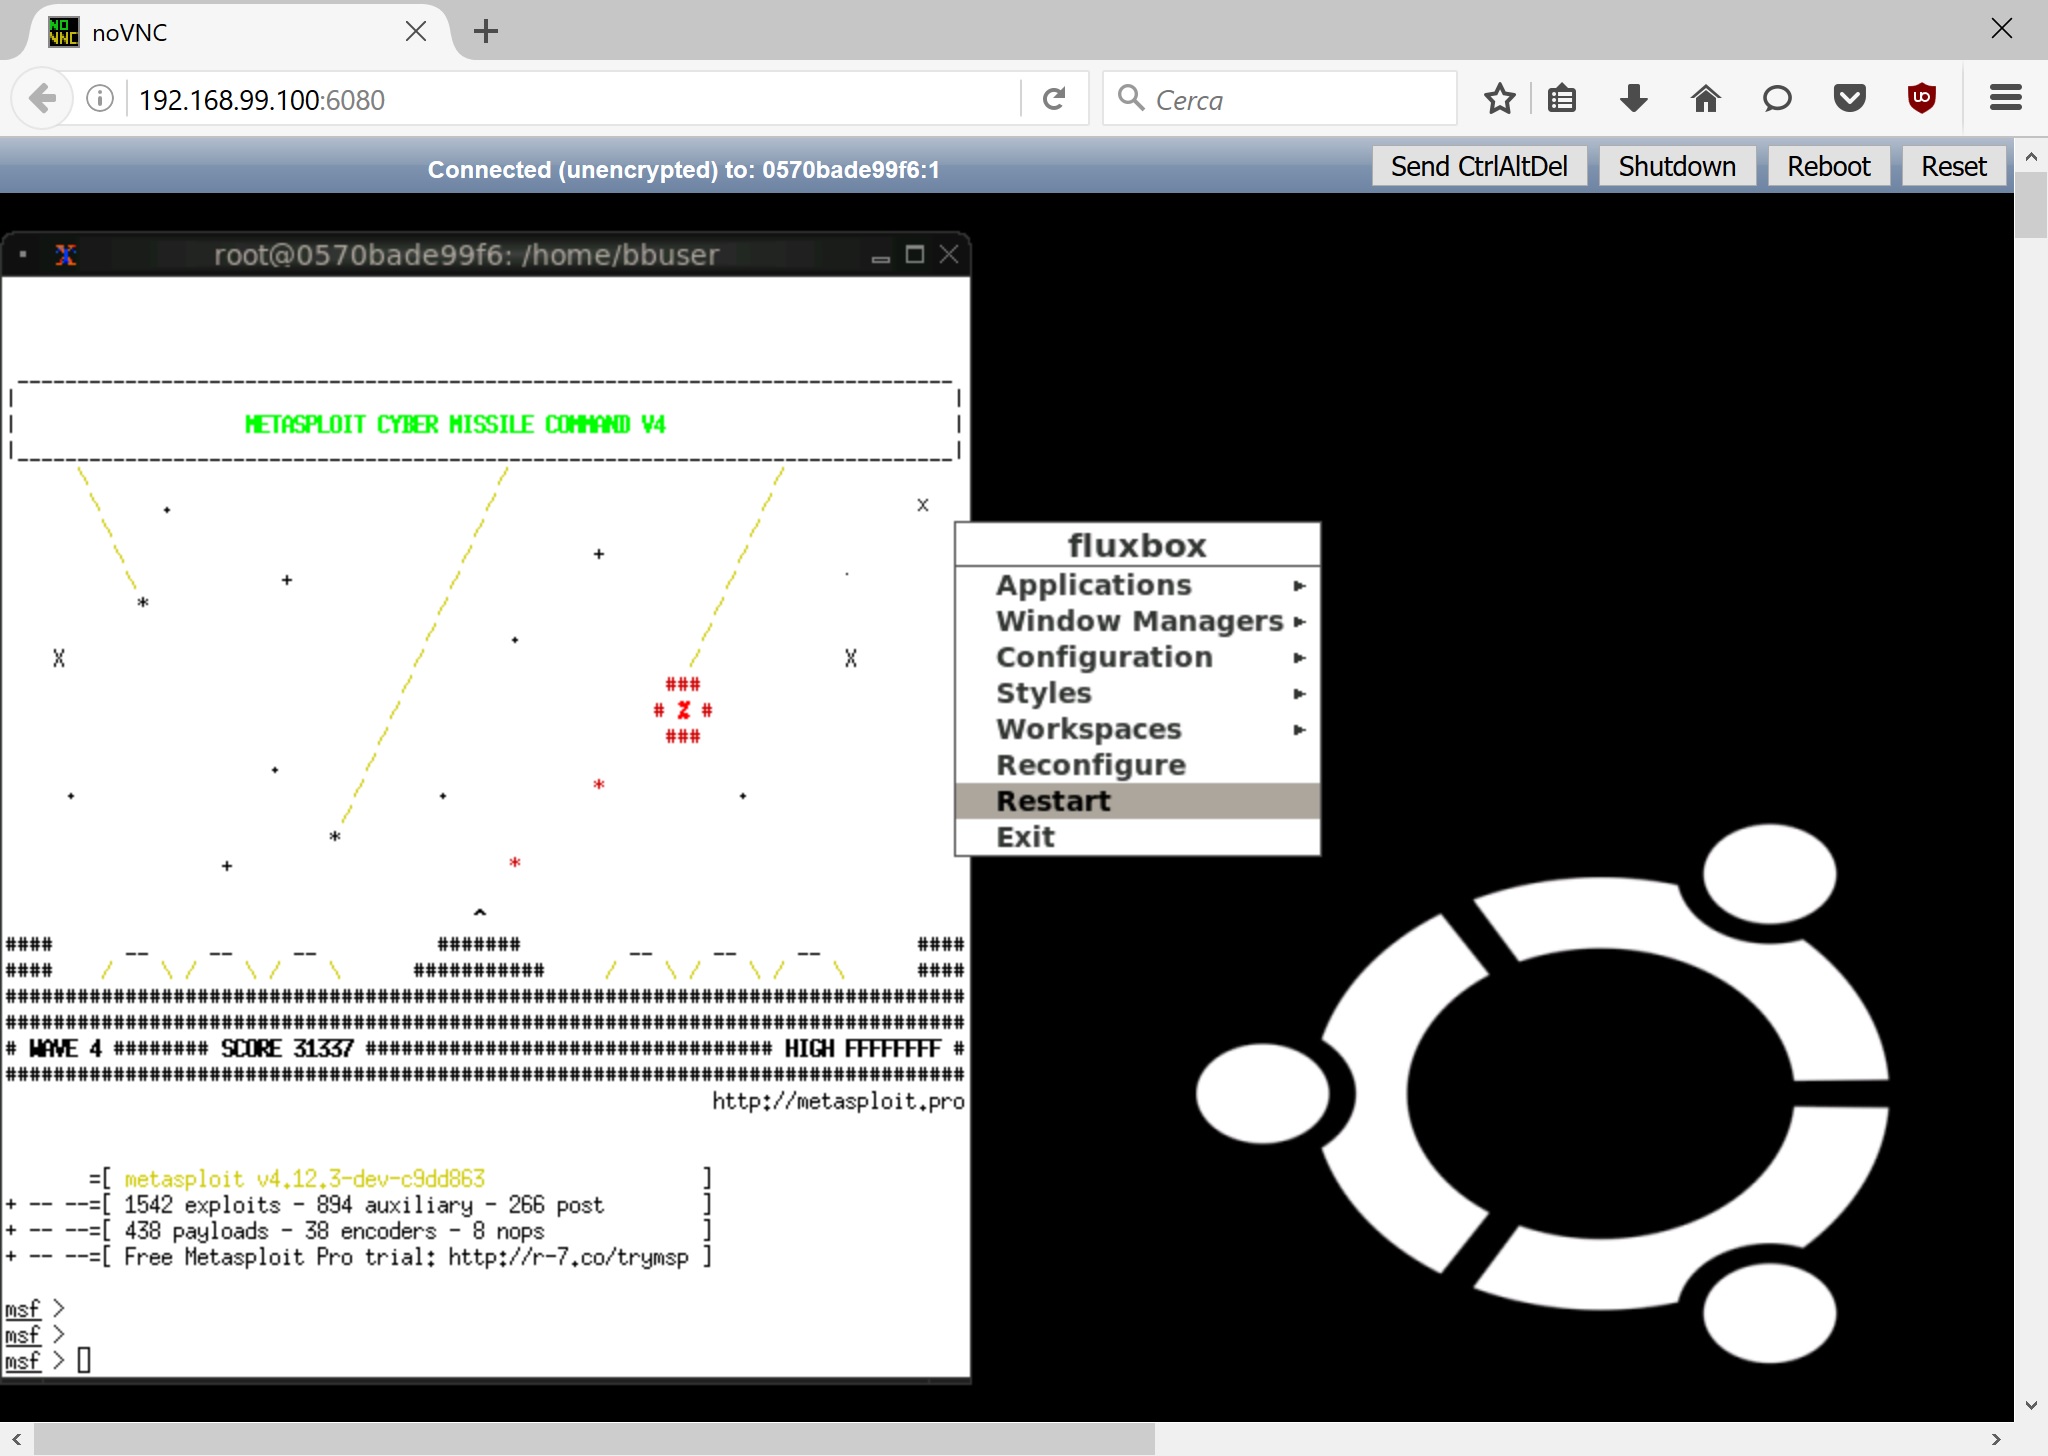 noVNC
192.168.99.100:6080
Cerca
Connected (unencrypted) to: 0570bade99f6:1
Send CtrlAltDel
Shutdown
Reboot
Reset
root@0570bade99f6: /home/bbuser
METASPLOIT CYBER MISSILE COMMAND V4
fluxbox
Applications
Window Managers
Configuration
Styles
Workspaces
Reconfigure
Restart
Exit
# WAVE 4 ######## SCORE 31337 ################################## HIGH FFFFFFFF #
http://metasploit.pro
=[ metasploit v4.12.3-dev-c9dd863 ]
+ -- --=[ 1542 exploits - 894 auxiliary - 266 post ]
+ -- --=[ 438 payloads - 38 encoders - 8 nops ]
+ -- --=[ Free Metasploit Pro trial: http://r-7.co/trymsp ]
msf >
msf >
msf >